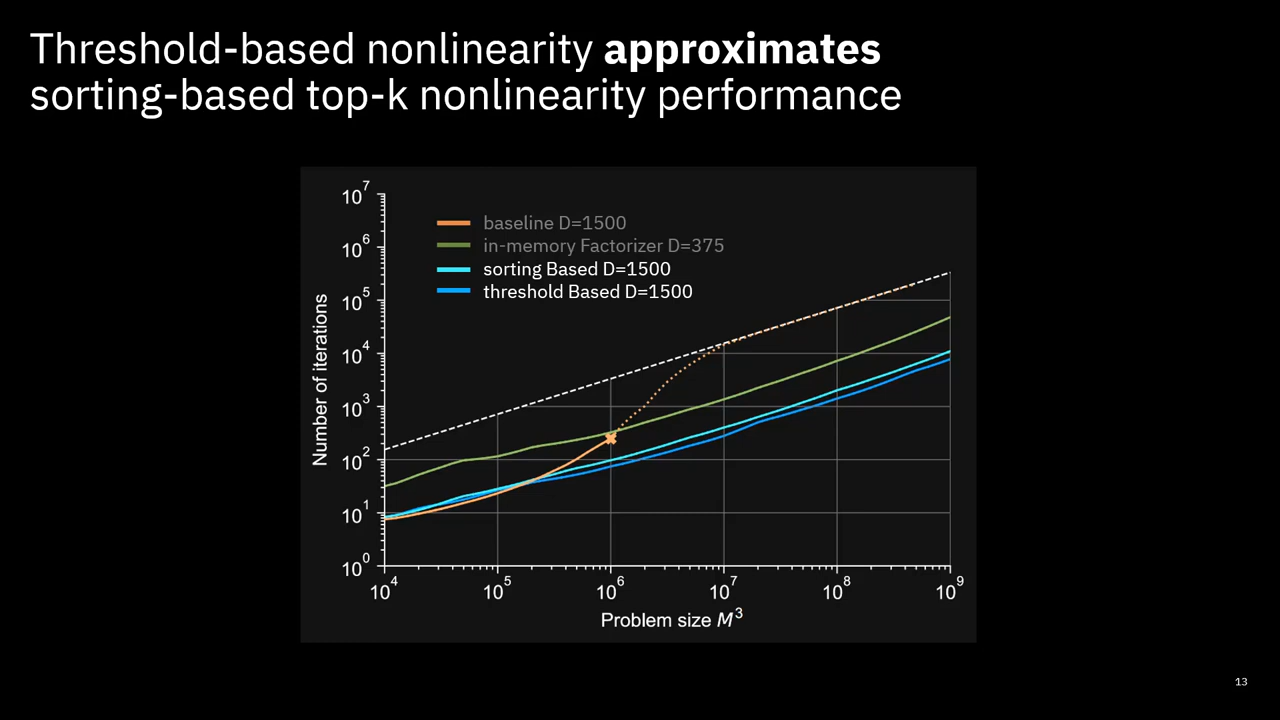 Threshold-based nonlinearity approximates
sorting-based top-k nonlinearity performance
baseline D=1500
in-memory Factorizer D=375
sorting Based D=1500
threshold Based D=1500
Number of iterations
10^7
10^6
10^5
10^4
10^3
10^2
10^1
10^0
10^4 10^5 10^6 10^7 10^8 10^9
Problem size M^3
13